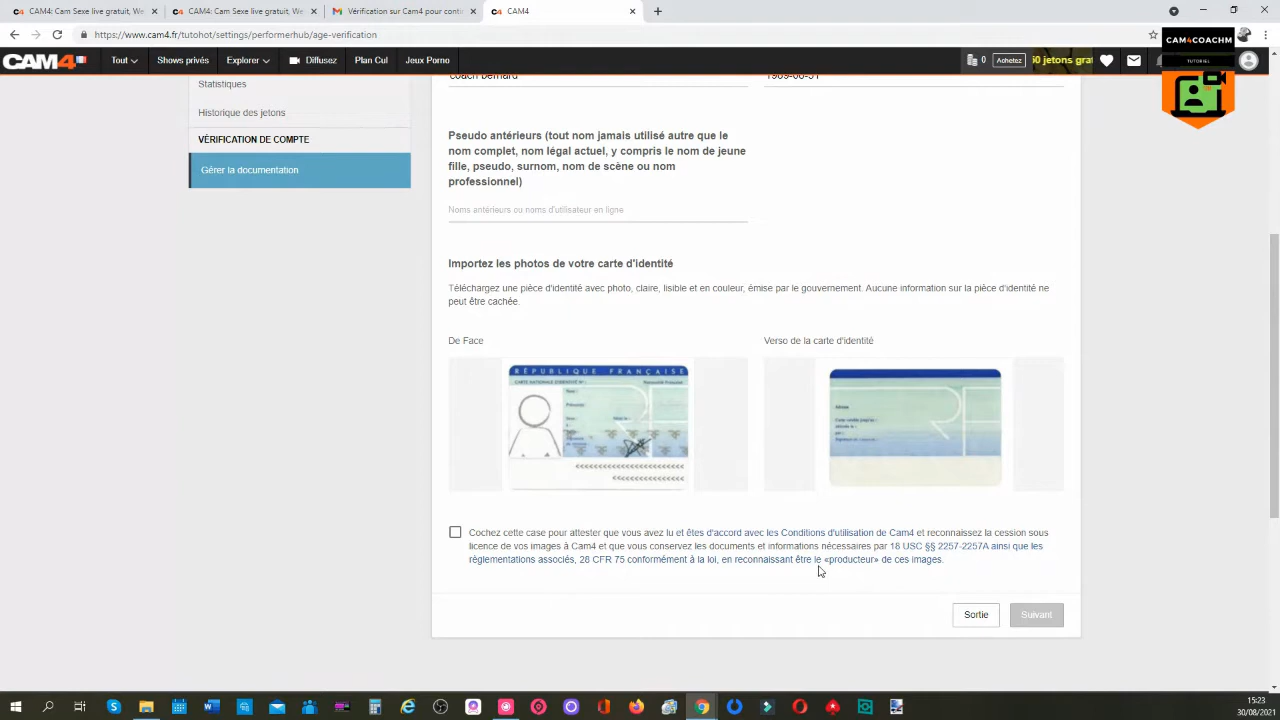 CAM4: Cam Sexe live gratuit, We
CAM4: Cam Sexe live gratuit, We
Vérification sur Cam4 pour conti
CAM4
https://www.cam4.fr/tutohot/settings/performerhub/age-verification
CAM4COACHM
TUTORIEL
CAM4
Tout
Shows privés
Explorer
Diffusez
Plan Cul
Jeux Porno
0
Achetez
60 jetons grat
Statistiques
Historique des jetons
VÉRIFICATION DE COMPTE
Gérer la documentation
coach bernard
Pseudo antérieurs (tout nom jamais utilisé autre que le
nom complet, nom légal actuel, y compris le nom de jeune
fille, pseudo, surnom, nom de scène ou nom
professionnel)
Noms antérieurs ou noms d'utilisateur en ligne
Importez les photos de votre carte d'identité
Téléchargez une pièce d'identité avec photo, claire, lisible et en couleur, émise par le gouvernement. Aucune information sur la pièce d'identité ne
peut être cachée.
De Face
Verso de la carte d'identité
RÉPUBLIQUE FRANÇAISE
Cochez cette case pour attester que vous avez lu et êtes d'accord avec les Conditions d'utilisation de Cam4 et reconnaissez la cession sous
licence de vos images à Cam4 et que vous conservez les documents et informations nécessaires par 18 USC §§ 2257-2257A ainsi que les
règlementations associés, 28 CFR 75 conformément à la loi, en reconnaissant être le «producteur» de ces images.
Sortie
Suivant
15:23
30/08/2021